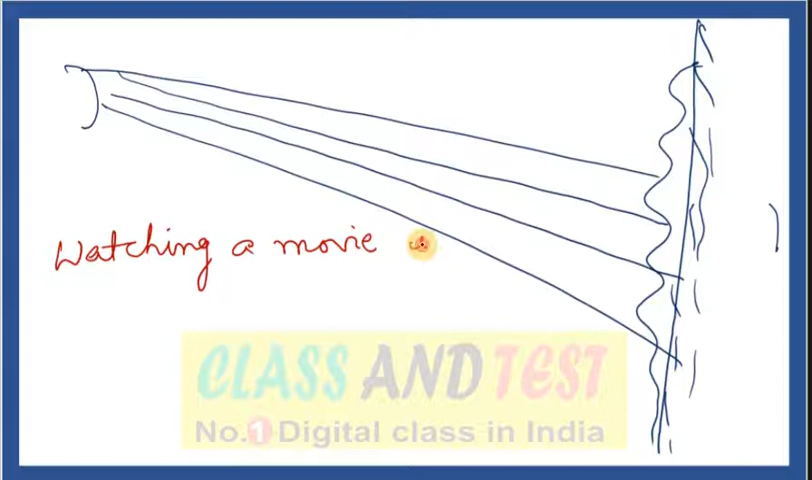 Watching a movie
CLASS AND TEST
No.1 Digital class in India